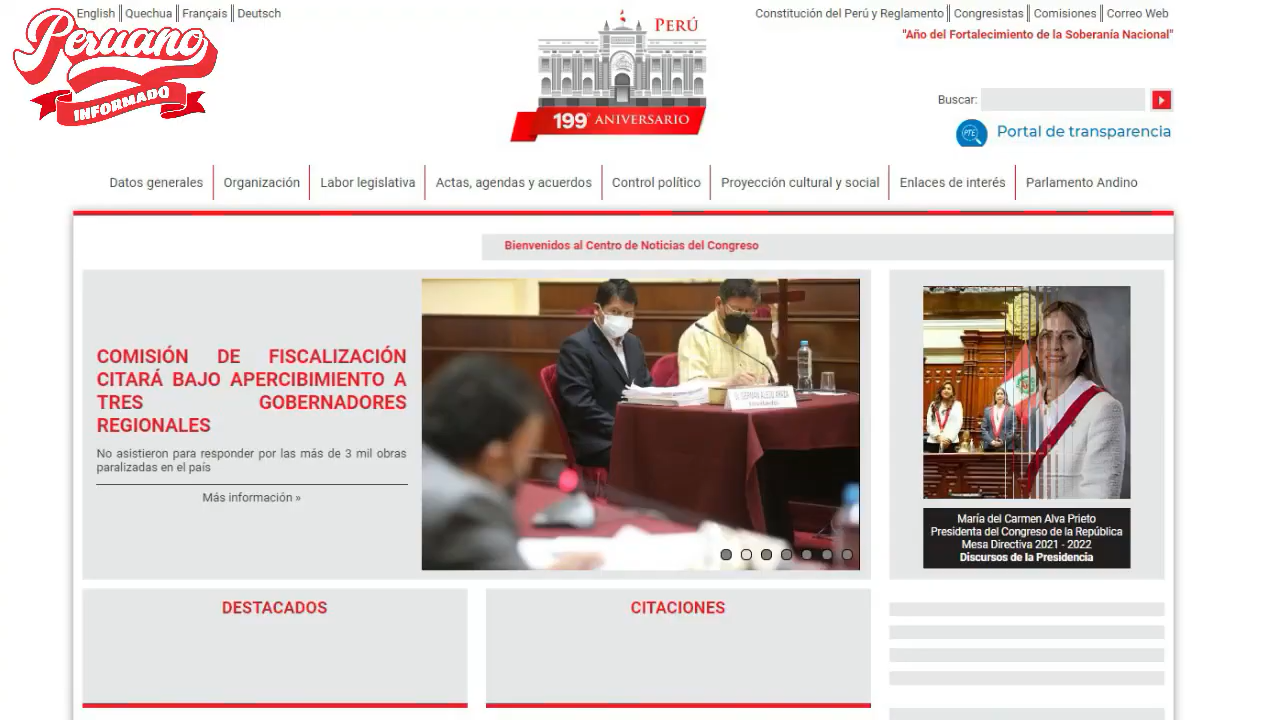 English
Quechua
Français
Deutsch
Peruano
INFORMADO
PERÚ
199° ANIVERSARIO
Constitución del Perú y Reglamento
Congresistas
Comisiones
Correo Web
"Año del Fortalecimiento de la Soberanía Nacional"
Buscar:
PTE
Portal de transparencia
Datos generales
Organización
Labor legislativa
Actas, agendas y acuerdos
Control político
Proyección cultural y social
Enlaces de interés
Parlamento Andino
Bienvenidos al Centro de Noticias del Congreso
COMISIÓN DE FISCALIZACIÓN
CITARÁ BAJO APERCIBIMIENTO A
TRES GOBERNADORES
REGIONALES
No asistieron para responder por las más de 3 mil obras
paralizadas en el país
Más información »
María del Carmen Alva Prieto
Presidenta del Congreso de la República
Mesa Directiva 2021 - 2022
Discursos de la Presidencia
DESTACADOS
CITACIONES